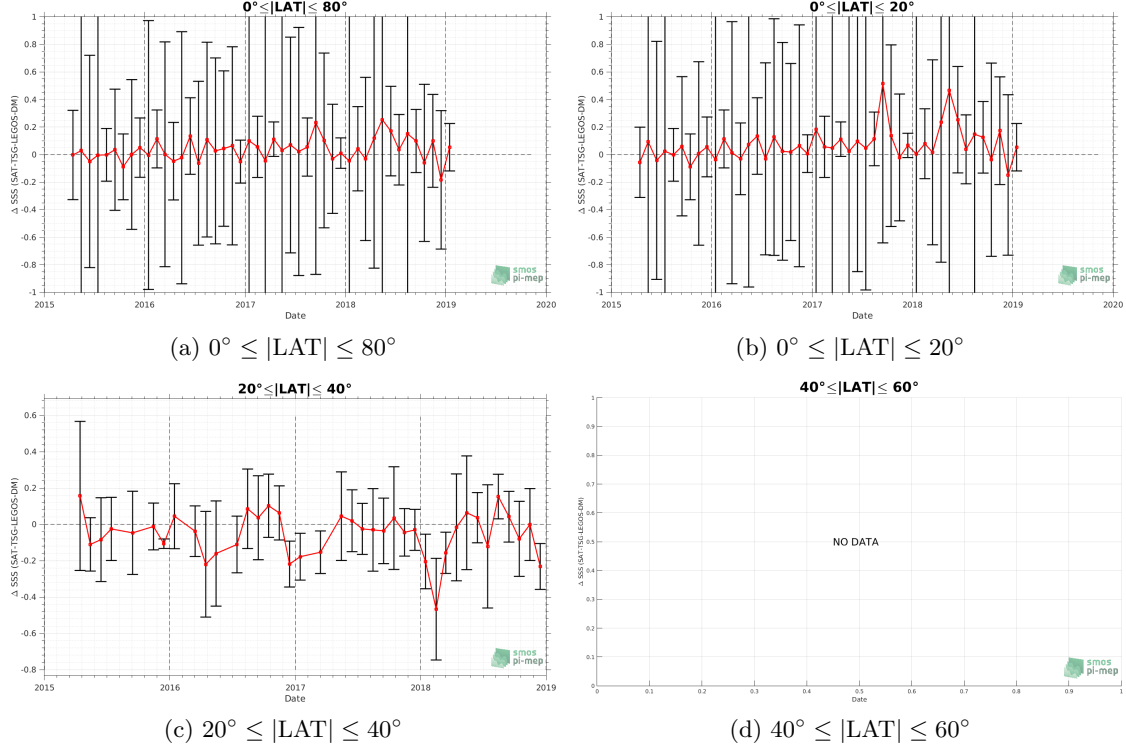 0°≤|LAT|≤ 80°
1
0.8
0.6
0.4
0.2
0
-0.2
-0.4
-0.6
-0.8
-1
Δ SSS (SAT-TSG-LEGOS-DM)
2015 2016 2017 2018 2019 2020
Date
smos
pi-mep
(a) 0° ≤ |LAT| ≤ 80°
0°≤|LAT|≤ 20°
1
0.8
0.6
0.4
0.2
0
-0.2
-0.4
-0.6
-0.8
-1
Δ SSS (SAT-TSG-LEGOS-DM)
2015 2016 2017 2018 2019 2020
Date
smos
pi-mep
(b) 0° ≤ |LAT| ≤ 20°
20°≤|LAT|≤ 40°
0.6
0.4
0.2
0
-0.2
-0.4
-0.6
-0.8
Δ SSS (SAT-TSG-LEGOS-DM)
2015 2016 2017 2018 2019
Date
smos
pi-mep
(c) 20° ≤ |LAT| ≤ 40°
40°≤|LAT|≤ 60°
1
0.9
0.8
0.7
0.6
0.5
0.4
0.3
0.2
0.1
0
Δ SSS (SAT-TSG-LEGOS-DM)
NO DATA
0 0.1 0.2 0.3 0.4 0.5 0.6 0.7 0.8 0.9 1
Date
smos
pi-mep
(d) 40° ≤ |LAT| ≤ 60°